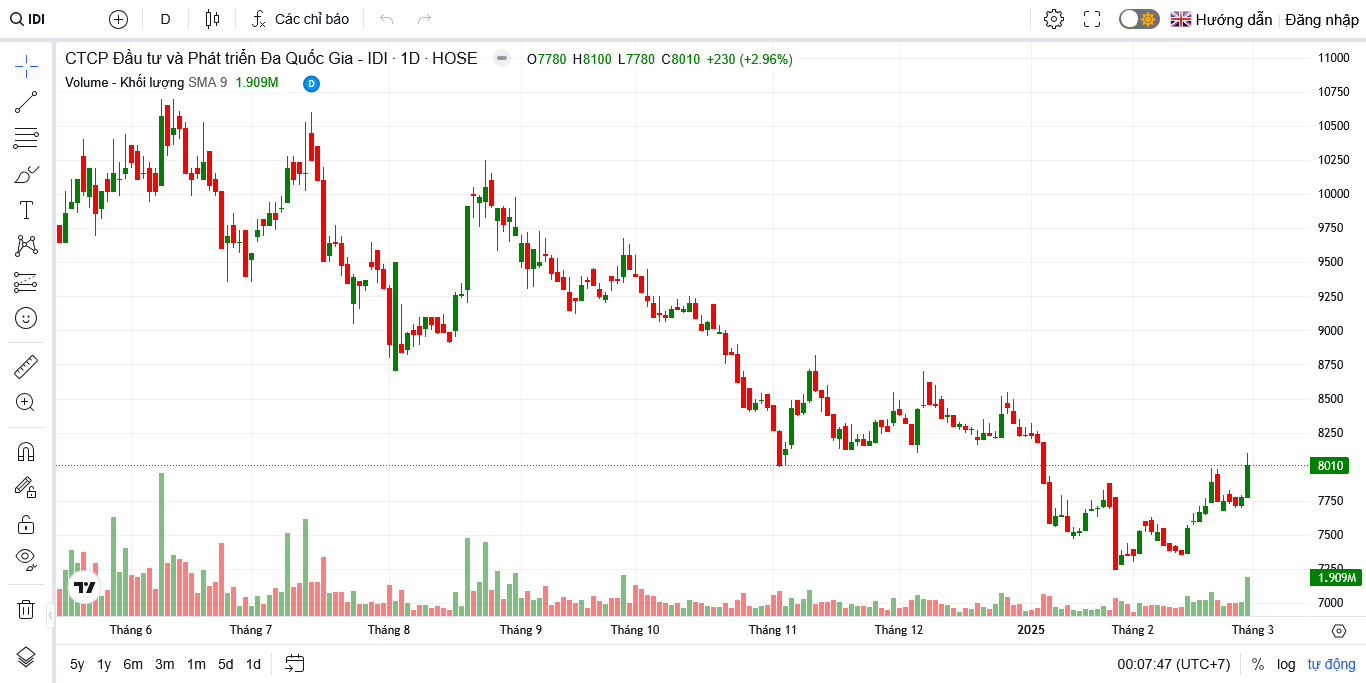 IDI D Các chỉ báo Hướng dẫn Đăng nhập
CTCP Đầu tư và Phát triển Đa Quốc Gia - IDI · 1D · HOSE O7780 H8100 L7780 C8010 +230 (+2.96%)
Volume - Khối lượng SMA 9 1.909M D
11000
10750
10500
10250
10000
9750
9500
9250
9000
8750
8500
8250
8010
7750
7500
7250
1.909M
7000
Tháng 6 Tháng 7 Tháng 8 Tháng 9 Tháng 10 Tháng 11 Tháng 12 2025 Tháng 2 Tháng 3
5y 1y 6m 3m 1m 5d 1d 00:07:47 (UTC+7) % log tự động